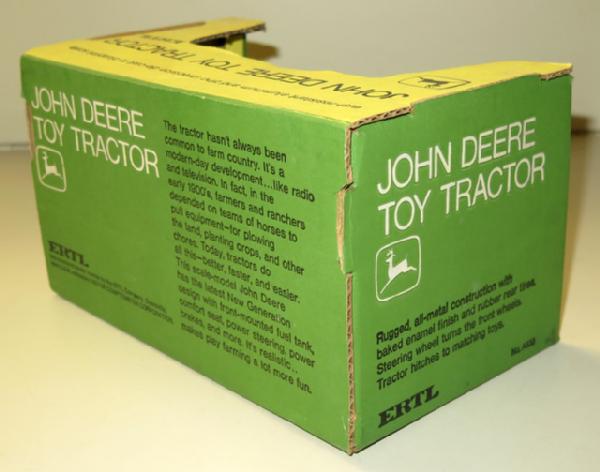 JOHN DEERE TOY TRACTOR
JOHN DEERE TOY TRACTOR
JOHN DEERE
TOY TRACTOR
The tractor hasn't always been
common to farm country. It's a
modern-day development...like radio
and television. In fact, in the
early 1900's, farmers and ranchers
depended on teams of horses to
pull equipment-for plowing
the land, planting crops, and other
chores. Today, tractors do
all this-better, faster, and easier.
This scale-model John Deere
has the latest New Generation
design with front-mounted fuel tank,
comfort seat, power steering, power
brakes, and more. It's realistic...
makes play farming a lot more fun.
ERTL
JOHN DEERE
TOY TRACTOR
Rugged, all-metal construction with
baked enamel finish and rubber rear tires.
Steering wheel turns the front wheels.
Tractor hitches to matching toys.
ERTL
No.